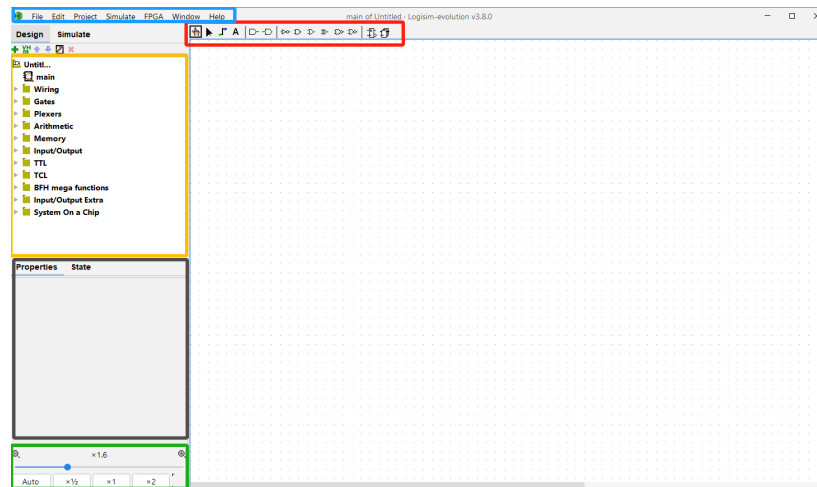 File Edit Project Simulate FPGA Window Help main of Untitled · Logisim-evolution v3.8.0
Design Simulate
A
Untitl...
main
Wiring
Gates
Plexers
Arithmetic
Memory
Input/Output
TTL
TCL
BFH mega functions
Input/Output Extra
System On a Chip
Properties State
×1.6
Auto ×½ ×1 ×2